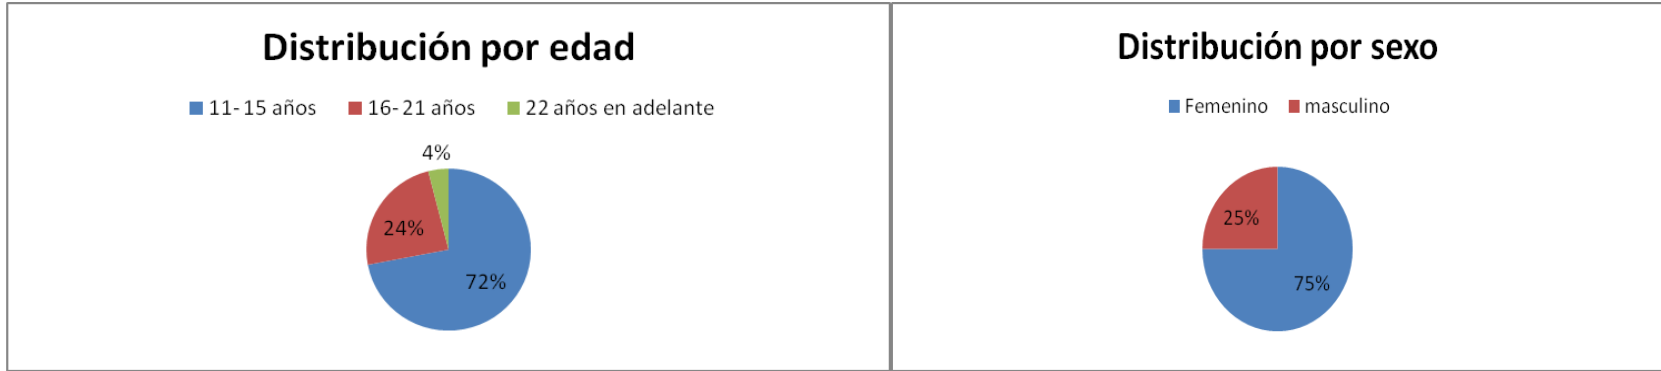 Distribución por edad
11-15 años 16-21 años 22 años en adelante
4%
24%
72%
Distribución por sexo
Femenino masculino
25%
75%